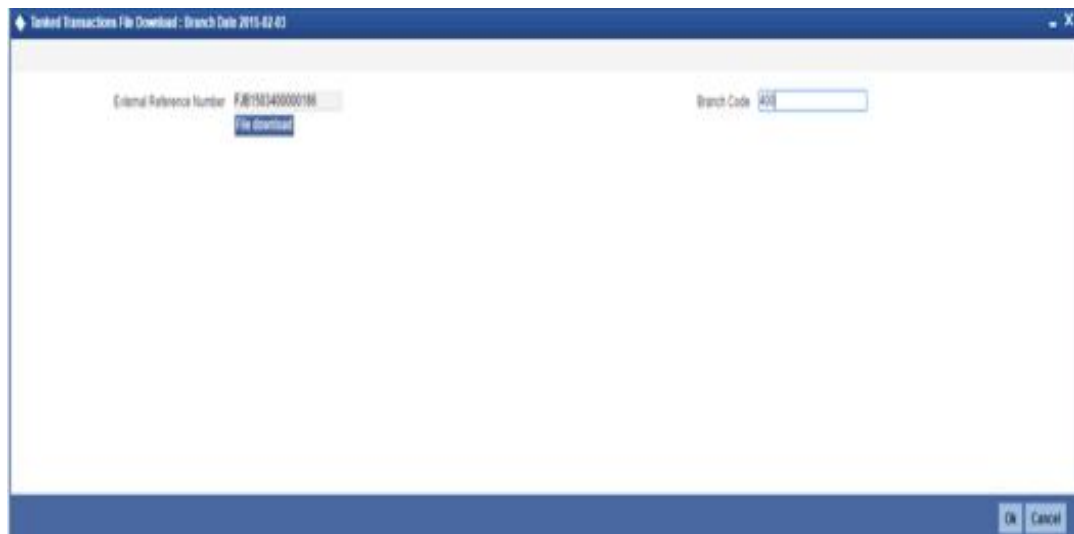 Tanked Transactions File Download : Branch Date 2015-02-03
External Reference Number FJB1503400000186
Branch Code 400
File download
Ok Cancel